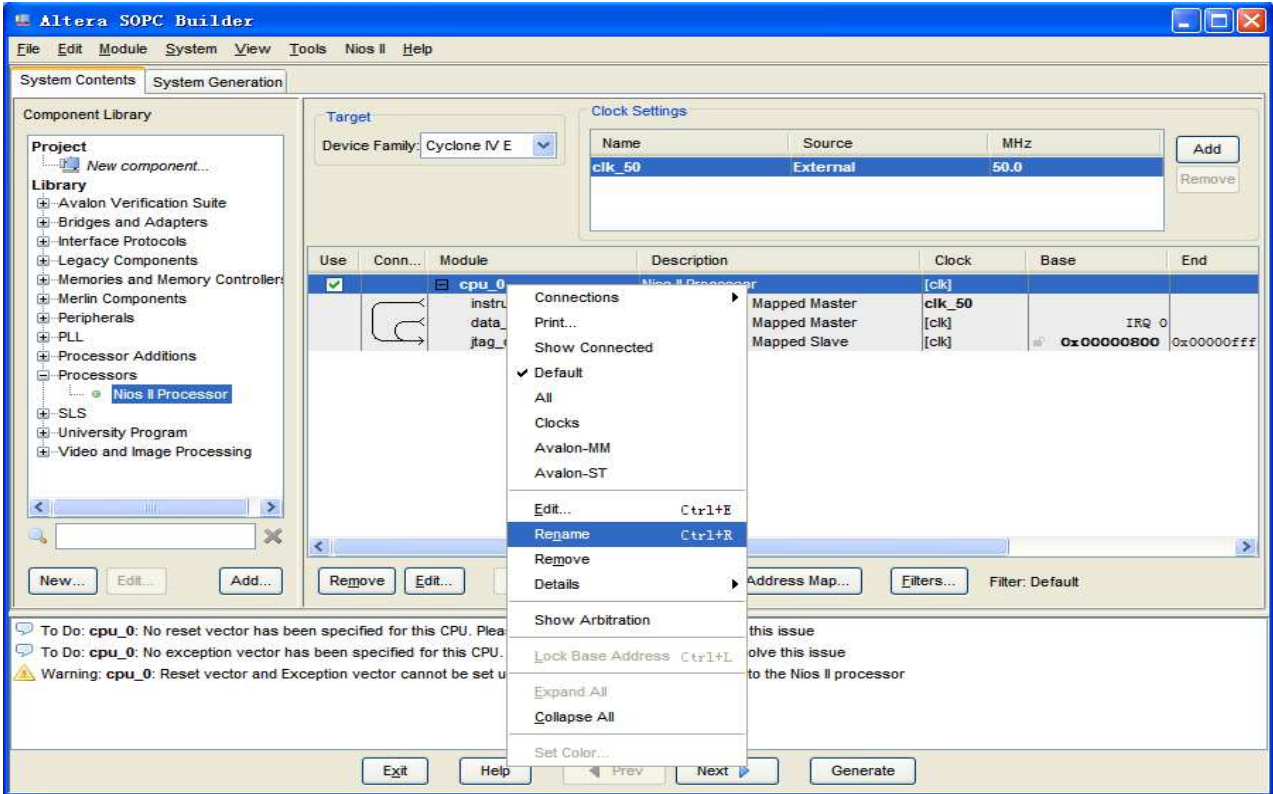 Altera SOPC Builder
File Edit Module System View Tools Nios II Help
System Contents System Generation
Component Library
Project
New component...
Library
Avalon Verification Suite
Bridges and Adapters
Interface Protocols
Legacy Components
Memories and Memory Controllers
Merlin Components
Peripherals
PLL
Processor Additions
Processors
Nios II Processor
SLS
University Program
Video and Image Processing
New... Edit... Add...
Target
Device Family: Cyclone IV E
Clock Settings
Name Source MHz
clk_50 External 50.0
Add
Remove
Use Conn... Module Description Clock Base End
cpu_0 Nios II Processor [clk]
instru Mapped Master clk_50
data_ Mapped Master [clk] IRQ 0
jtag_d Mapped Slave [clk] 0x00000800 0x00000fff
Connections
Print...
Show Connected
Default
All
Clocks
Avalon-MM
Avalon-ST
Edit... Ctrl+E
Rename Ctrl+R
Remove
Details
Show Arbitration
Lock Base Address Ctrl+L
Expand All
Collapse All
Set Color...
Remove Edit... Address Map... Filters... Filter: Default
To Do: cpu_0: No reset vector has been specified for this CPU. Plea this issue
To Do: cpu_0: No exception vector has been specified for this CPU. olve this issue
Warning: cpu_0: Reset vector and Exception vector cannot be set u to the Nios II processor
Exit Help Prev Next Generate